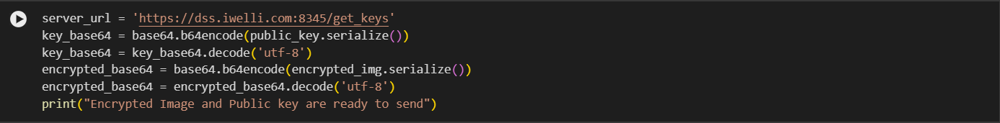 server_url = 'https://dss.iwelli.com:8345/get_keys'
key_base64 = base64.b64encode(public_key.serialize())
key_base64 = key_base64.decode('utf-8')
encrypted_base64 = base64.b64encode(encrypted_img.serialize())
encrypted_base64 = encrypted_base64.decode('utf-8')
print("Encrypted Image and Public key are ready to send")